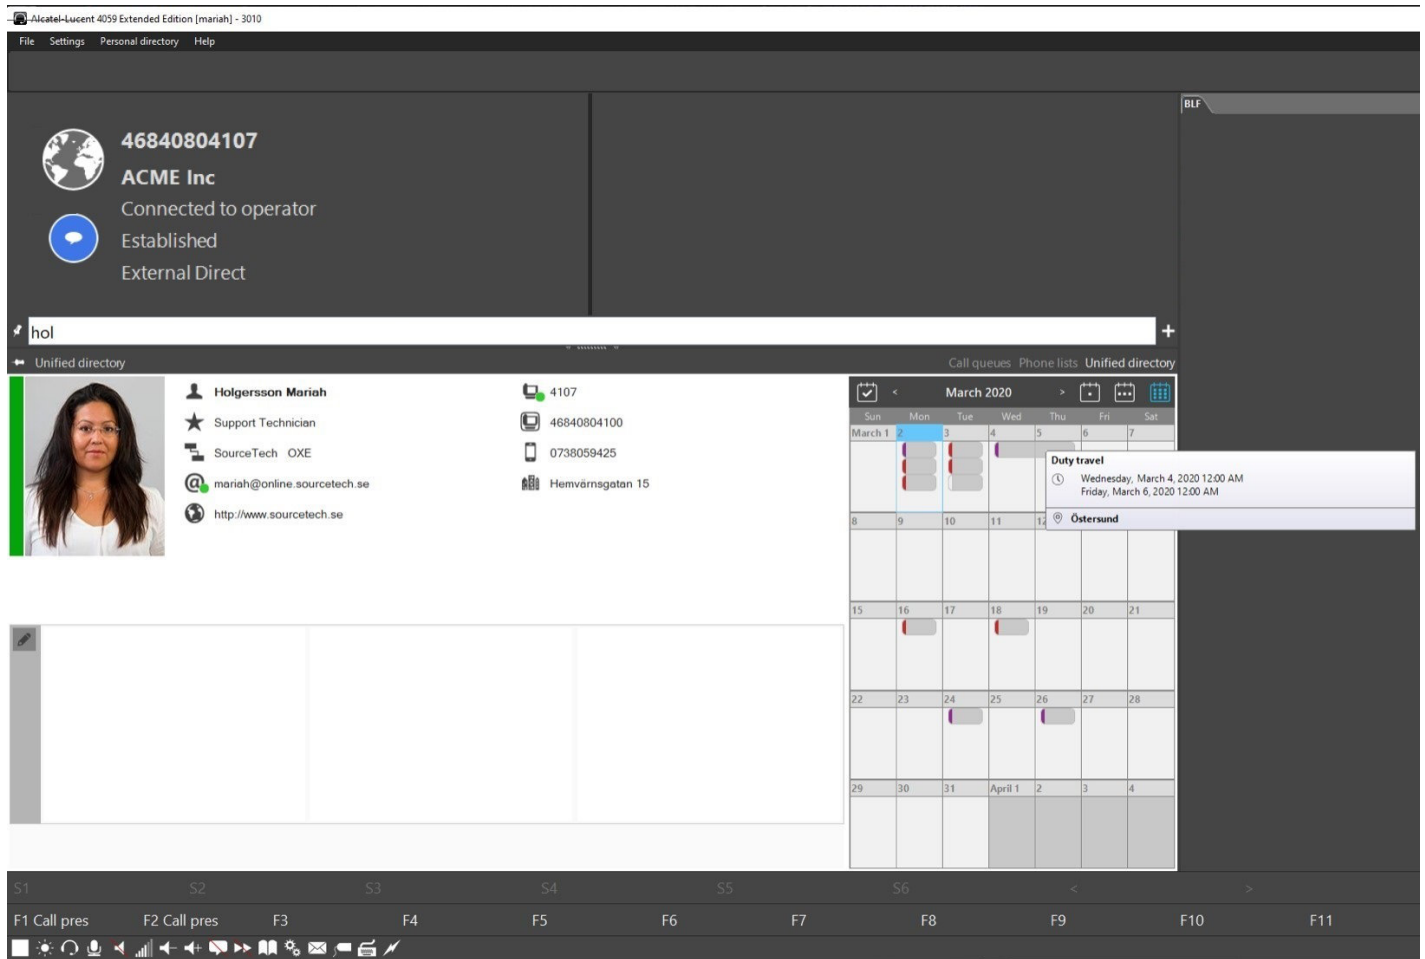 Alcatel-Lucent 4059 Extended Edition [mariah] - 3010
File Settings Personal directory Help
BLF
46840804107
ACME Inc
Connected to operator
Established
External Direct
hol
+
Unified directory
Call queues Phone lists Unified directory
Holgersson Mariah
4107
Support Technician
46840804100
SourceTech OXE
0738059425
mariah@online.sourcetech.se
Hemvärnsgatan 15
http://www.sourcetech.se
< March 2020 >
Sun Mon Tue Wed Thu Fri Sat
March 1 2 3 4 5 6 7
Duty travel
Wednesday, March 4, 2020 12:00 AM
Friday, March 6, 2020 12:00 AM
Östersund
8 9 10 11 12
15 16 17 18 19 20 21
22 23 24 25 26 27 28
29 30 31 April 1 2 3 4
S1 S2 S3 S4 S5 S6 < >
F1 Call pres F2 Call pres F3 F4 F5 F6 F7 F8 F9 F10 F11